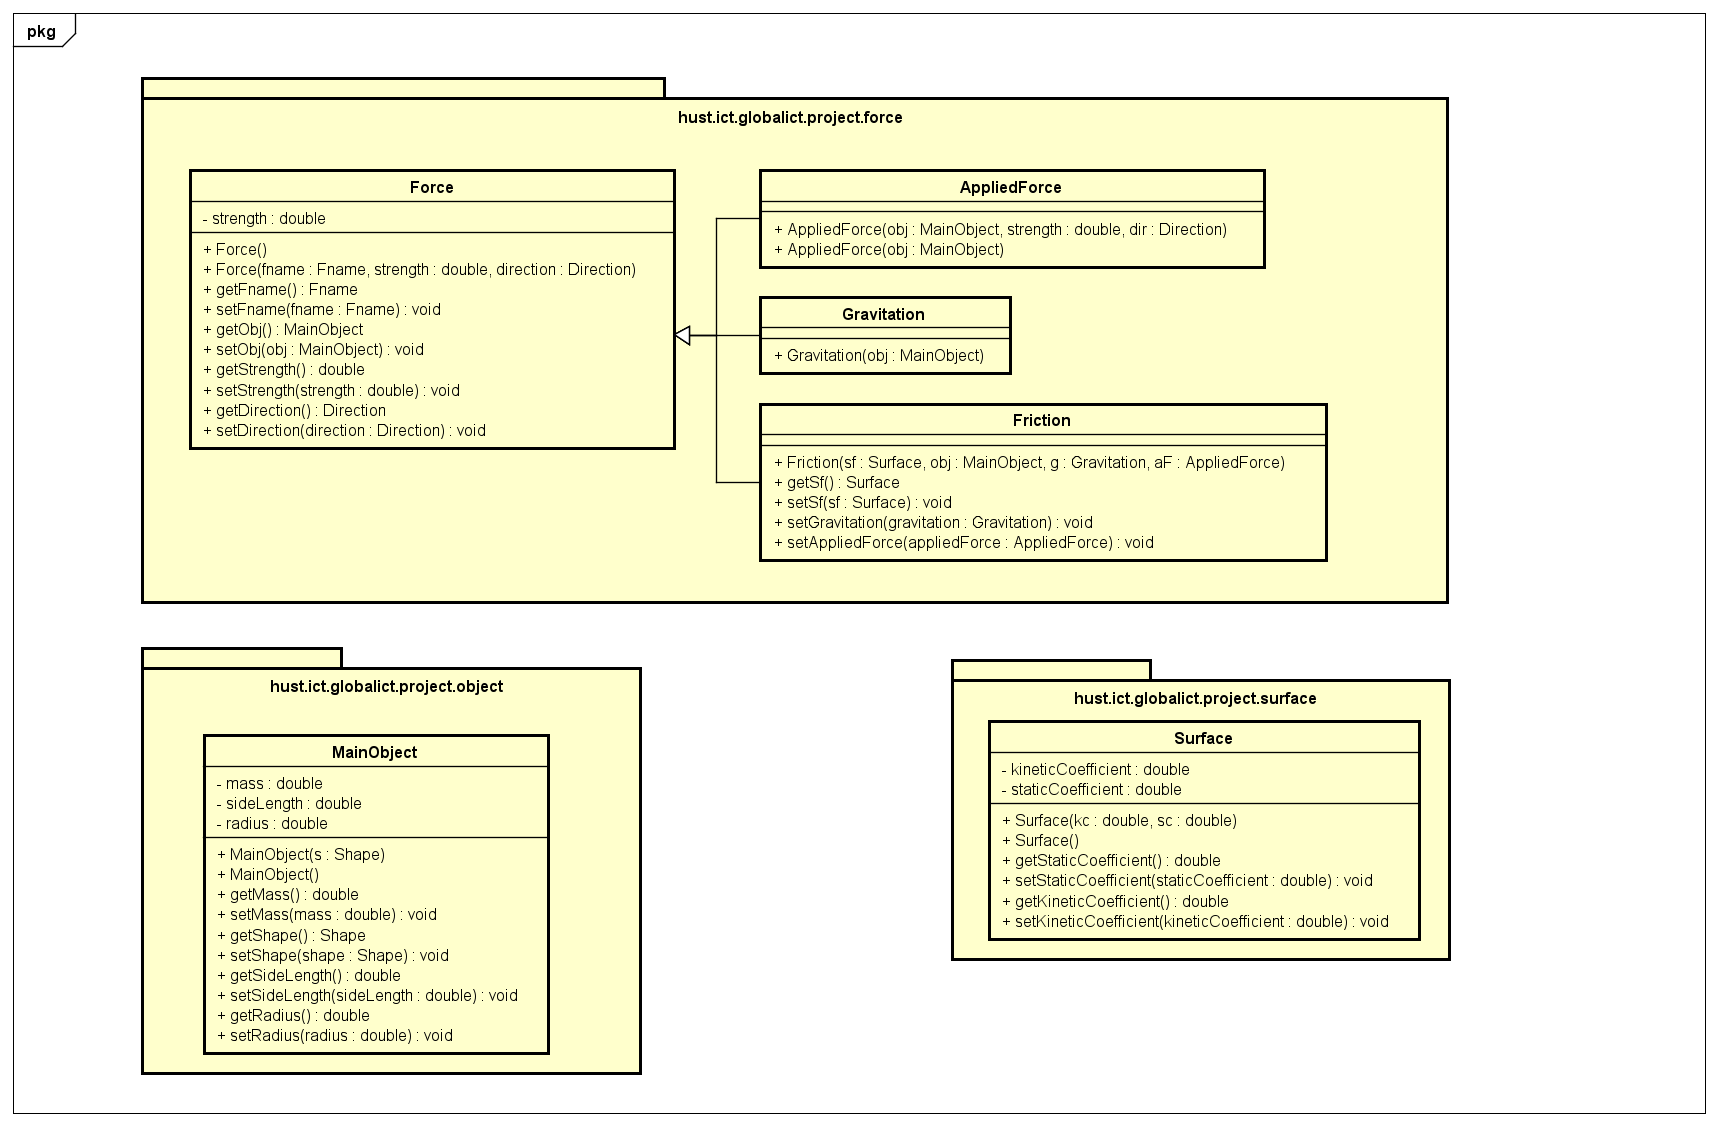 pkg
hust.ict.globalict.project.force
Force
- strength : double
+ Force()
+ Force(fname : Fname, strength : double, direction : Direction)
+ getFname() : Fname
+ setFname(fname : Fname) : void
+ getObj() : MainObject
+ setObj(obj : MainObject) : void
+ getStrength() : double
+ setStrength(strength : double) : void
+ getDirection() : Direction
+ setDirection(direction : Direction) : void
AppliedForce
+ AppliedForce(obj : MainObject, strength : double, dir : Direction)
+ AppliedForce(obj : MainObject)
Gravitation
+ Gravitation(obj : MainObject)
Friction
+ Friction(sf : Surface, obj : MainObject, g : Gravitation, aF : AppliedForce)
+ getSf() : Surface
+ setSf(sf : Surface) : void
+ setGravitation(gravitation : Gravitation) : void
+ setAppliedForce(appliedForce : AppliedForce) : void
hust.ict.globalict.project.object
MainObject
- mass : double
- sideLength : double
- radius : double
+ MainObject(s : Shape)
+ MainObject()
+ getMass() : double
+ setMass(mass : double) : void
+ getShape() : Shape
+ setShape(shape : Shape) : void
+ getSideLength() : double
+ setSideLength(sideLength : double) : void
+ getRadius() : double
+ setRadius(radius : double) : void
hust.ict.globalict.project.surface
Surface
- kineticCoefficient : double
- staticCoefficient : double
+ Surface(kc : double, sc : double)
+ Surface()
+ getStaticCoefficient() : double
+ setStaticCoefficient(staticCoefficient : double) : void
+ getKineticCoefficient() : double
+ setKineticCoefficient(kineticCoefficient : double) : void